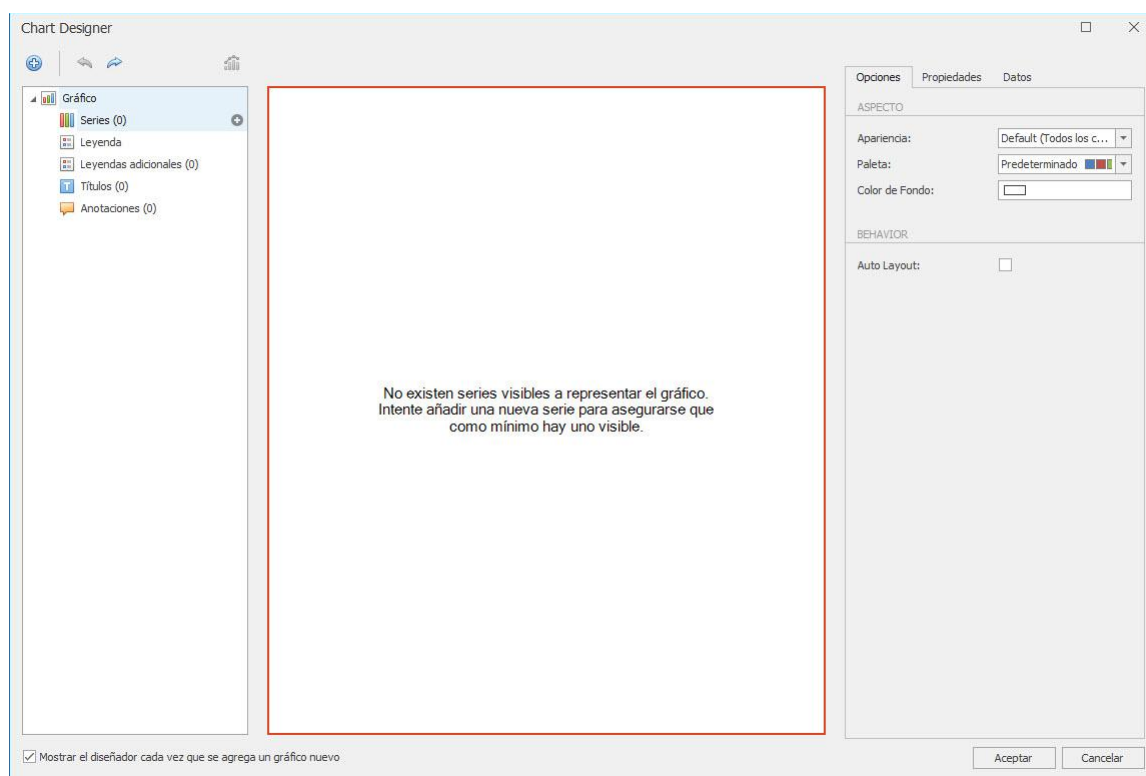 Chart Designer
Opciones Propiedades Datos
Gráfico
Series (0)
Leyenda
Leyendas adicionales (0)
Títulos (0)
Anotaciones (0)
No existen series visibles a representar el gráfico.
Intente añadir una nueva serie para asegurarse que
como mínimo hay uno visible.
ASPECTO
Apariencia: Default (Todos los c...
Paleta: Predeterminado
Color de Fondo:
BEHAVIOR
Auto Layout:
Mostrar el diseñador cada vez que se agrega un gráfico nuevo
Aceptar Cancelar